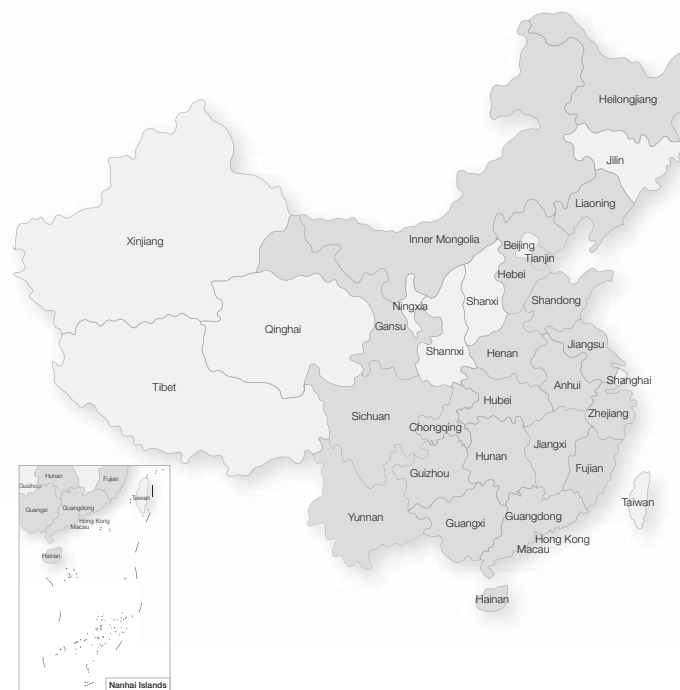 Heilongjiang
Jilin
Liaoning
Inner Mongolia
Xinjiang
Beijing
Tianjin
Hebei
Ningxia
Shanxi
Shandong
Qinghai
Gansu
Shannxi
Henan
Jiangsu
Tibet
Anhui
Shanghai
Hubei
Sichuan
Zhejiang
Chongqing
Hunan
Jiangxi
Guizhou
Fujian
Taiwan
Yunnan
Guangxi
Guangdong
Hong Kong
Macau
Hainan
Hunan
Fujian
Guizhou
Taiwan
Guangxi
Guangdong
Hong Kong
Macau
Hainan
Nanhai Islands